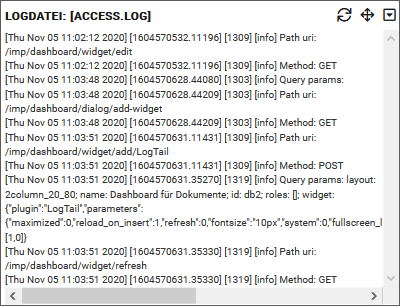 LOGDATEI: [ACCESS.LOG]
[Thu Nov 05 11:02:12 2020] [1604570532.11196] [1309] [info] Path uri:
/imp/dashboard/widget/edit
[Thu Nov 05 11:02:12 2020] [1604570532.11196] [1309] [info] Method: GET
[Thu Nov 05 11:03:48 2020] [1604570628.44080] [1303] [info] Query params:
[Thu Nov 05 11:03:48 2020] [1604570628.44209] [1303] [info] Path uri:
/imp/dashboard/dialog/add-widget
[Thu Nov 05 11:03:48 2020] [1604570628.44209] [1303] [info] Method: GET
[Thu Nov 05 11:03:51 2020] [1604570631.11431] [1309] [info] Path uri:
/imp/dashboard/widget/add/LogTail
[Thu Nov 05 11:03:51 2020] [1604570631.11431] [1309] [info] Method: POST
[Thu Nov 05 11:03:51 2020] [1604570631.35270] [1319] [info] Query params: layout:
2column_20_80; name: Dashboard für Dokumente; id: db2; roles: []; widget:
{"plugin":"LogTail","parameters":
{"maximized":0,"reload_on_insert":1,"refresh":0,"fontsize":"10px","system":0,"fullscreen_l
[1,0]}
[Thu Nov 05 11:03:51 2020] [1604570631.35330] [1319] [info] Path uri:
/imp/dashboard/widget/refresh
[Thu Nov 05 11:03:51 2020] [1604570631.35330] [1319] [info] Method: GET